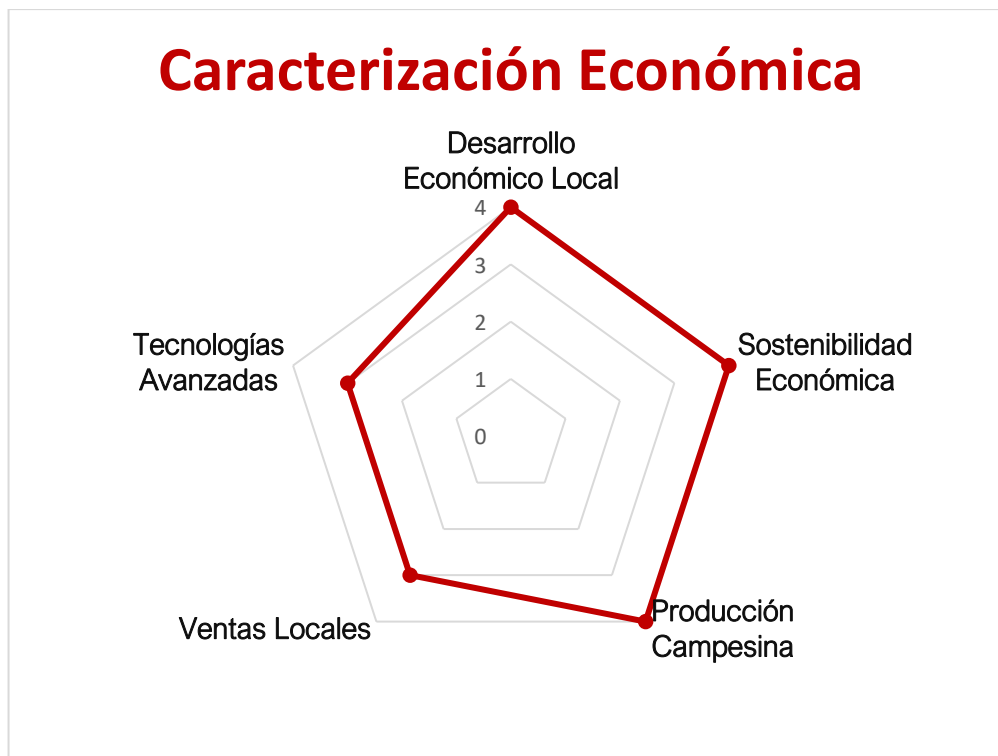 Caracterización Económica
Desarrollo
Económico Local
4
3
2
1
0
Tecnologías
Avanzadas
Sostenibilidad
Económica
Ventas Locales
Producción
Campesina